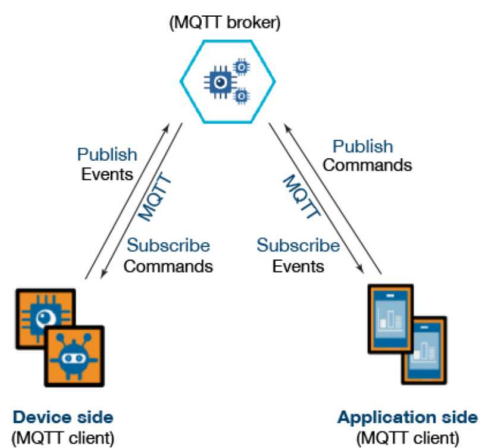 (MQTT broker)
Publish
Events
MQTT
Subscribe
Commands
Publish
Commands
MQTT
Subscribe
Events
Device side
(MQTT client)
Application side
(MQTT client)